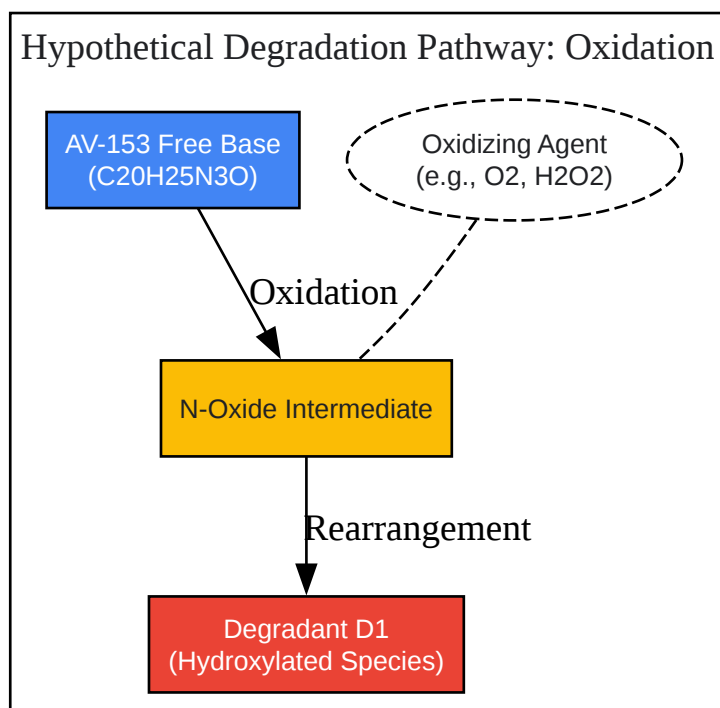 Hypothetical Degradation Pathway: Oxidation
AV-153 Free Base
(C20H25N3O)
Oxidizing Agent
(e.g., O2, H2O2)
Oxidation
N-Oxide Intermediate
Rearrangement
Degradant D1
(Hydroxylated Species)